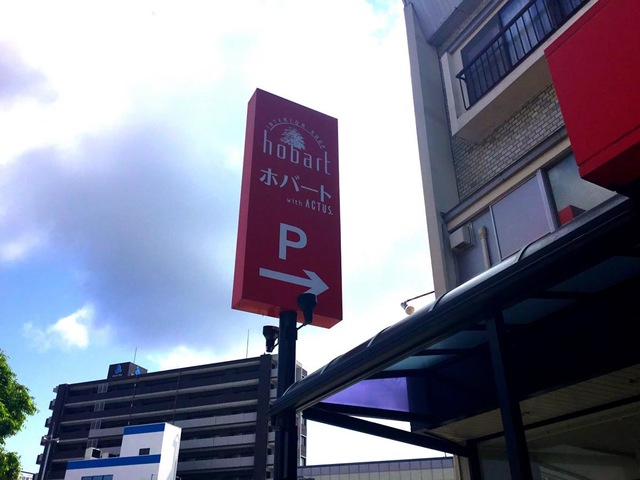 INTERIOR SHOP
hobart
ホバート
with ACTUS.
P